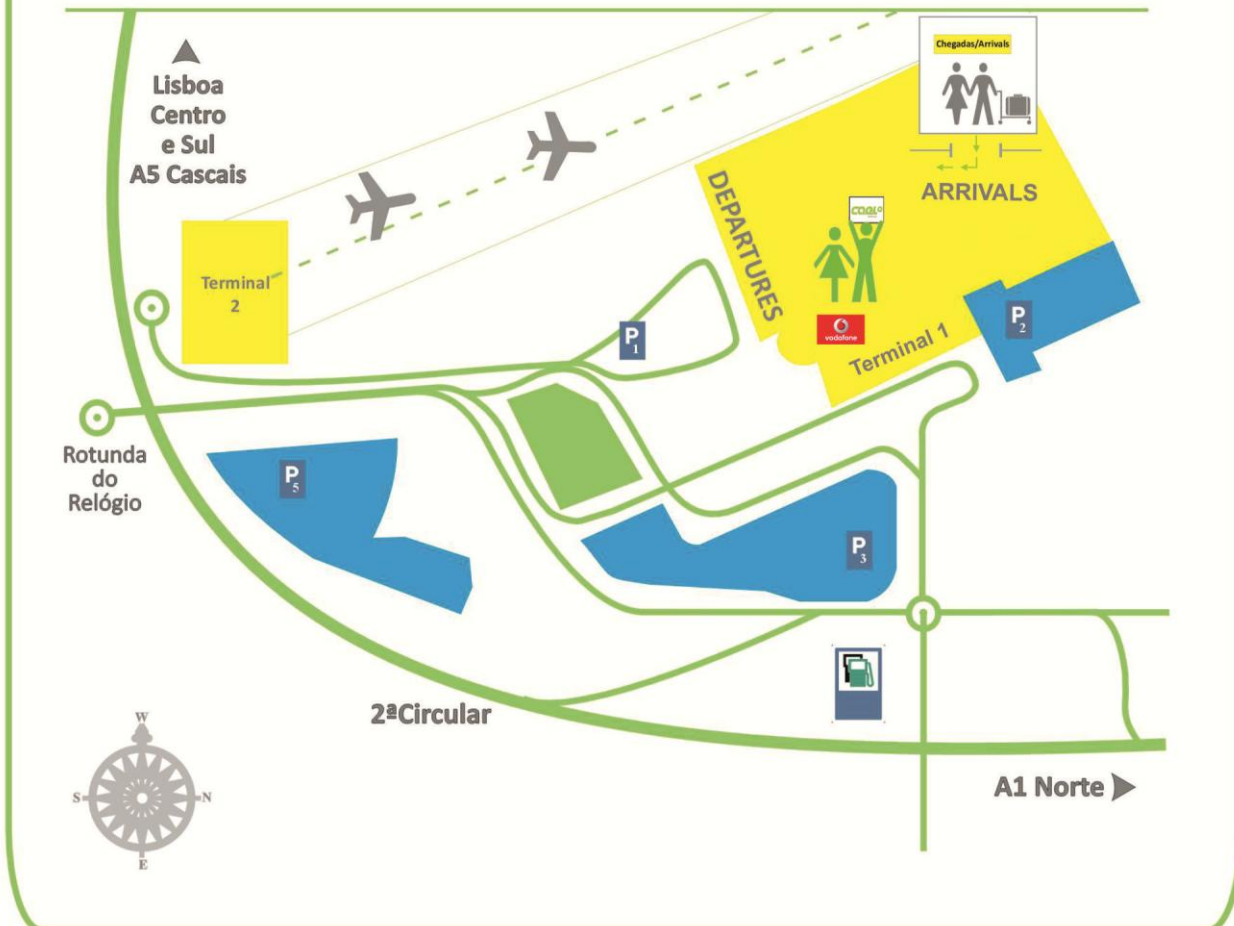 Chegadas/Arrivals
Lisboa
Centro
e Sul
A5 Cascais
ARRIVALS
DEPARTURES
Terminal
2
P
1
vodafone
Terminal 1
P
2
Rotunda
do
Relógio
P
5
P
3
2ªCircular
W
S
N
E
A1 Norte